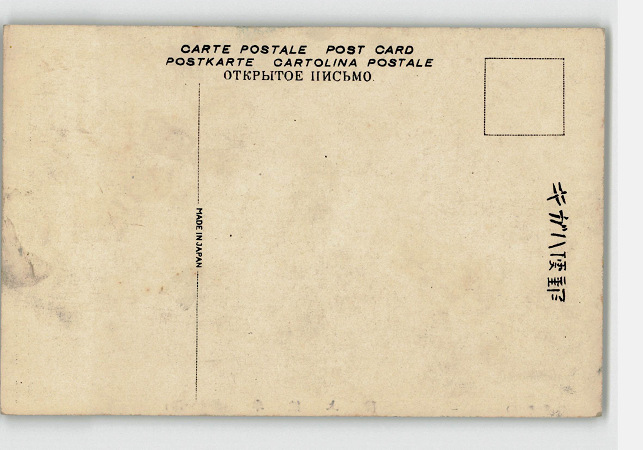 CARTE POSTALE POST CARD
POSTKARTE CARTOLINA POSTALE
ОТКРЫТОЕ ПИСЬМО.
MADE IN JAPAN
郵便ハガキ